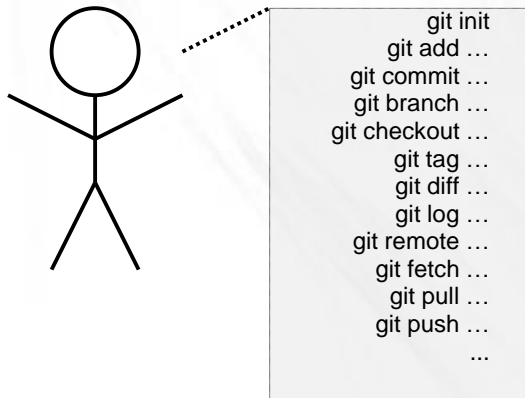 git init
git add …
git commit …
git branch …
git checkout …
git tag …
git diff …
git log …
git remote …
git fetch …
git pull …
git push …
...